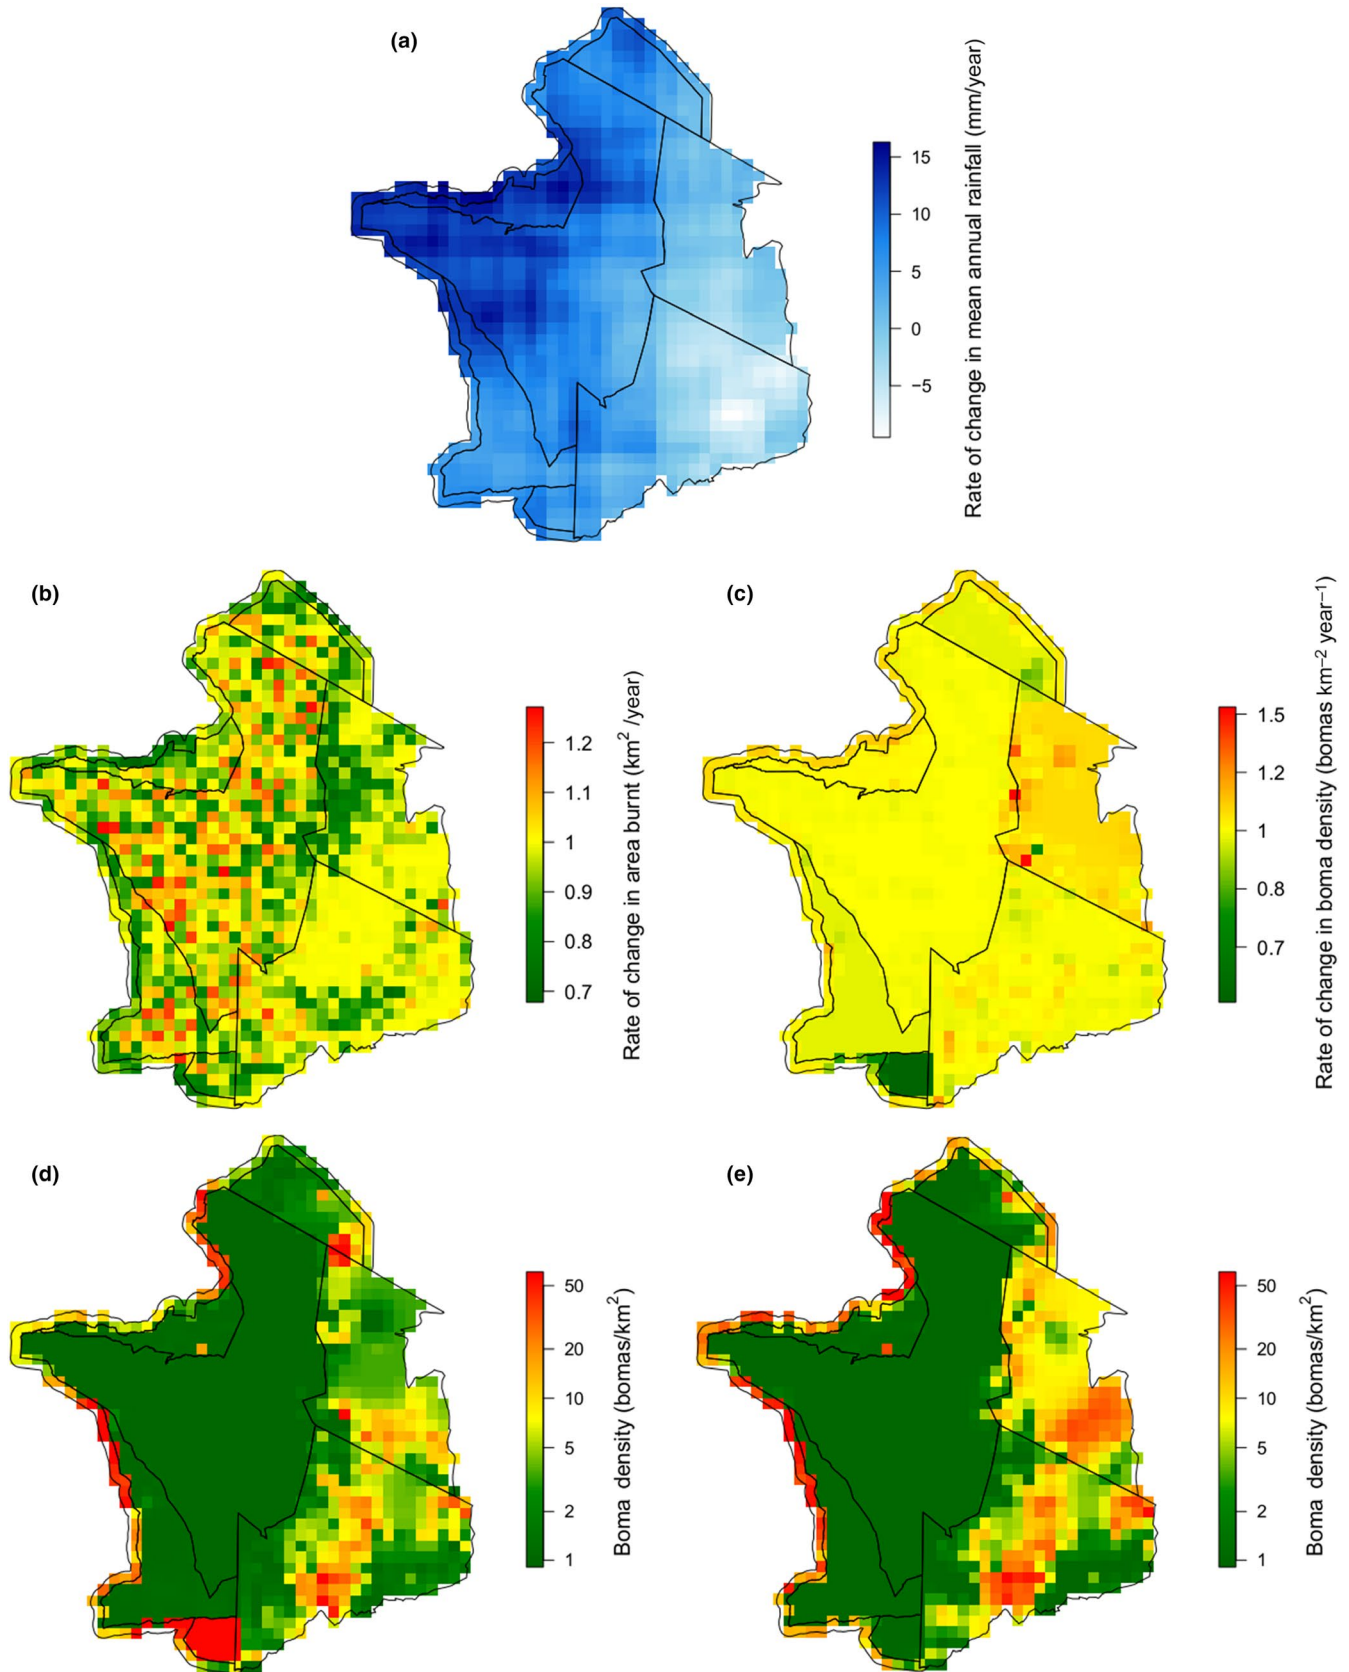 (a)
15
10
5
0
−5
Rate of change in mean annual rainfall (mm/year)
(b)
1.2
1.1
1
0.9
0.8
0.7
Rate of change in area burnt (km² /year)
(c)
1.5
1.2
1
0.8
0.7
Rate of change in boma density (bomas km⁻² year⁻¹)
(d)
50
20
10
5
2
1
Boma density (bomas/km²)
(e)
50
20
10
5
2
1
Boma density (bomas/km²)